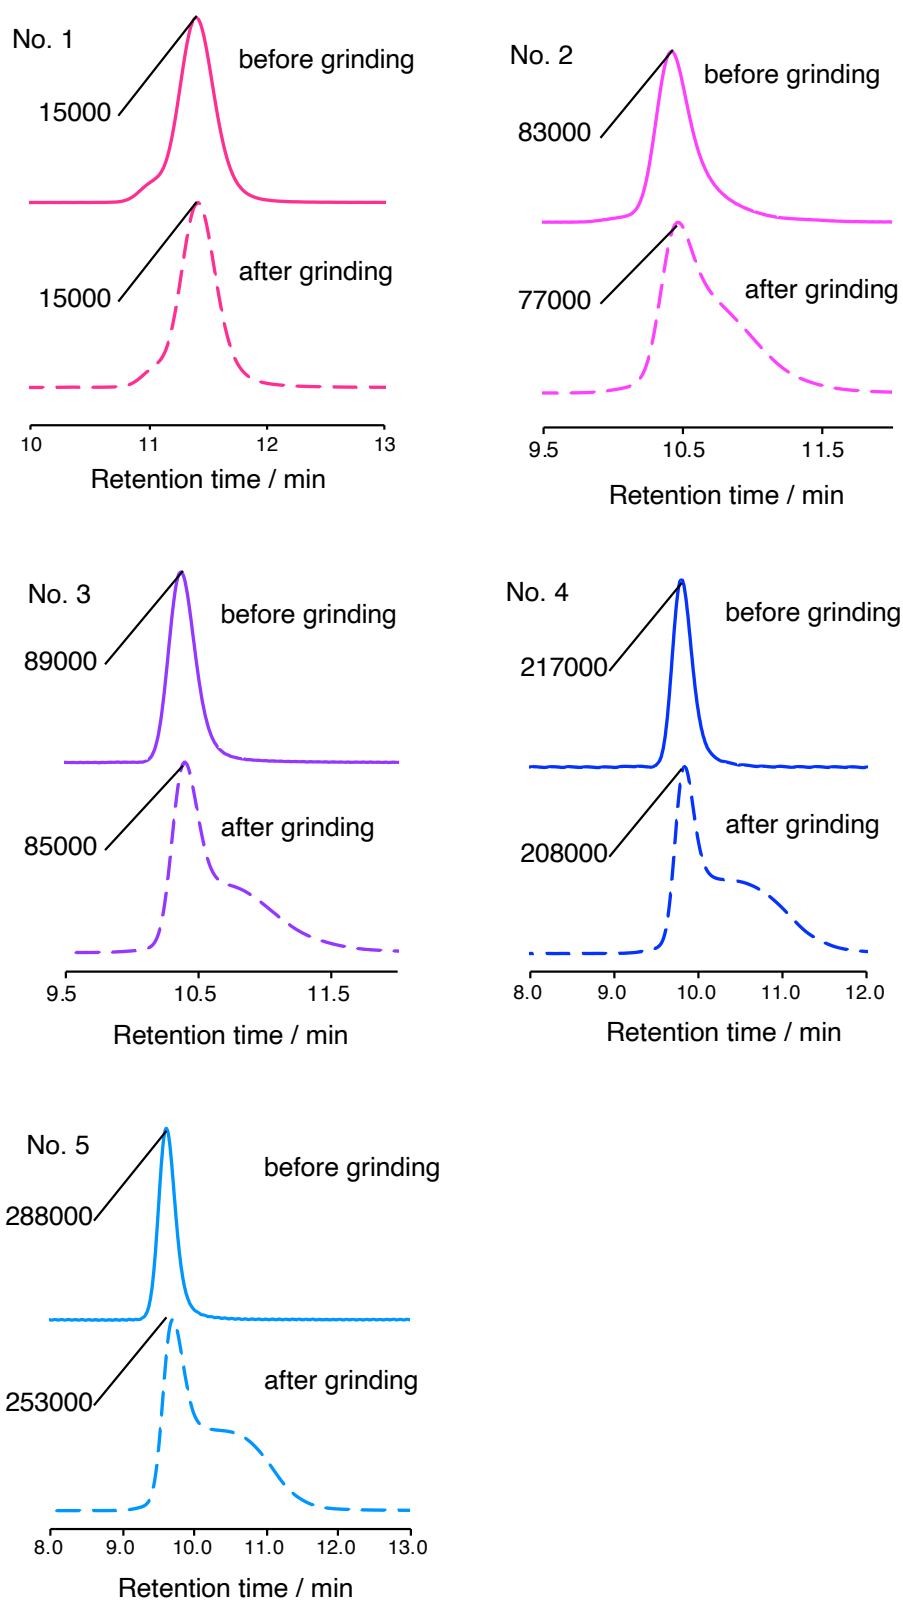 No. 1
before grinding
15000
after grinding
15000
10 11 12 13
Retention time / min
No. 2
before grinding
83000
after grinding
77000
9.5 10.5 11.5
Retention time / min
No. 3
before grinding
89000
after grinding
85000
9.5 10.5 11.5
Retention time / min
No. 4
before grinding
217000
after grinding
208000
8.0 9.0 10.0 11.0 12.0
Retention time / min
No. 5
before grinding
288000
after grinding
253000
8.0 9.0 10.0 11.0 12.0 13.0
Retention time / min